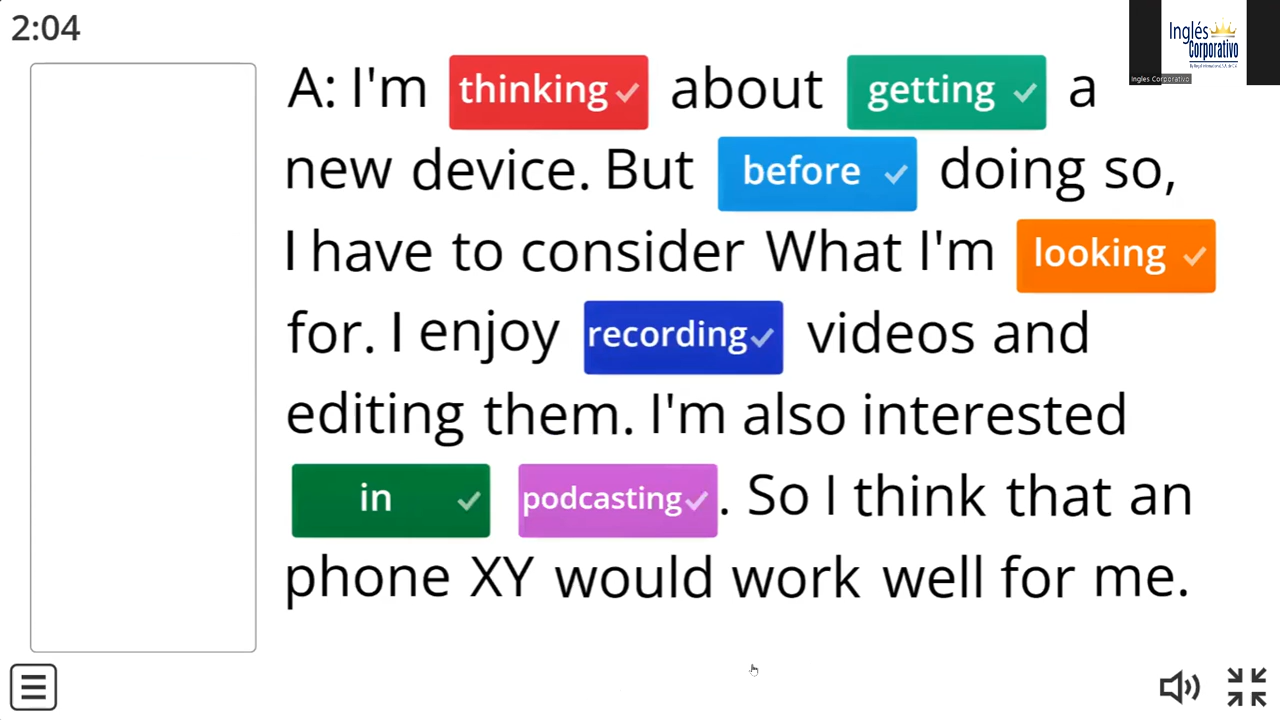 2:04
Inglés
Corporativo
Ingles Corporativo
A: I'm thinking about getting a
new device. But before doing so,
I have to consider What I'm looking
for. I enjoy recording videos and
editing them. I'm also interested
in podcasting. So I think that an
phone XY would work well for me.